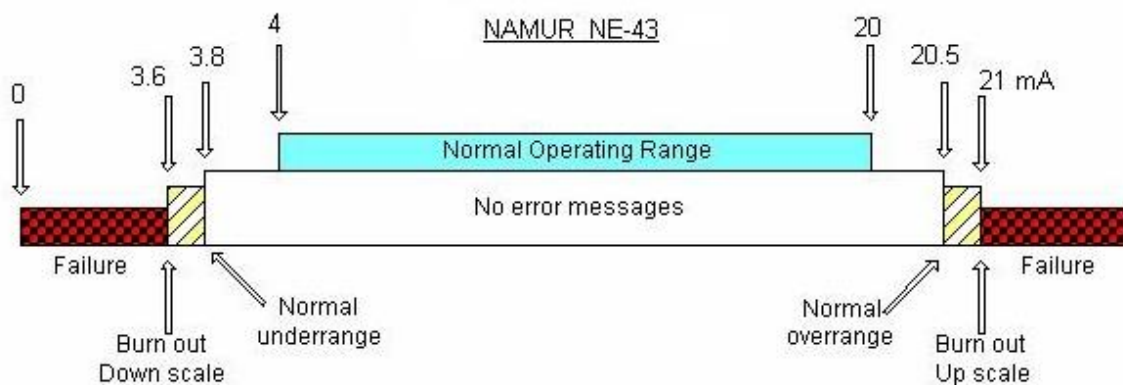 NAMUR NE-43
4
20
3.8
20.5
3.6
21 mA
0
Normal Operating Range
No error messages
Failure
Failure
Normal
underrange
Normal
overrange
Burn out
Down scale
Burn out
Up scale